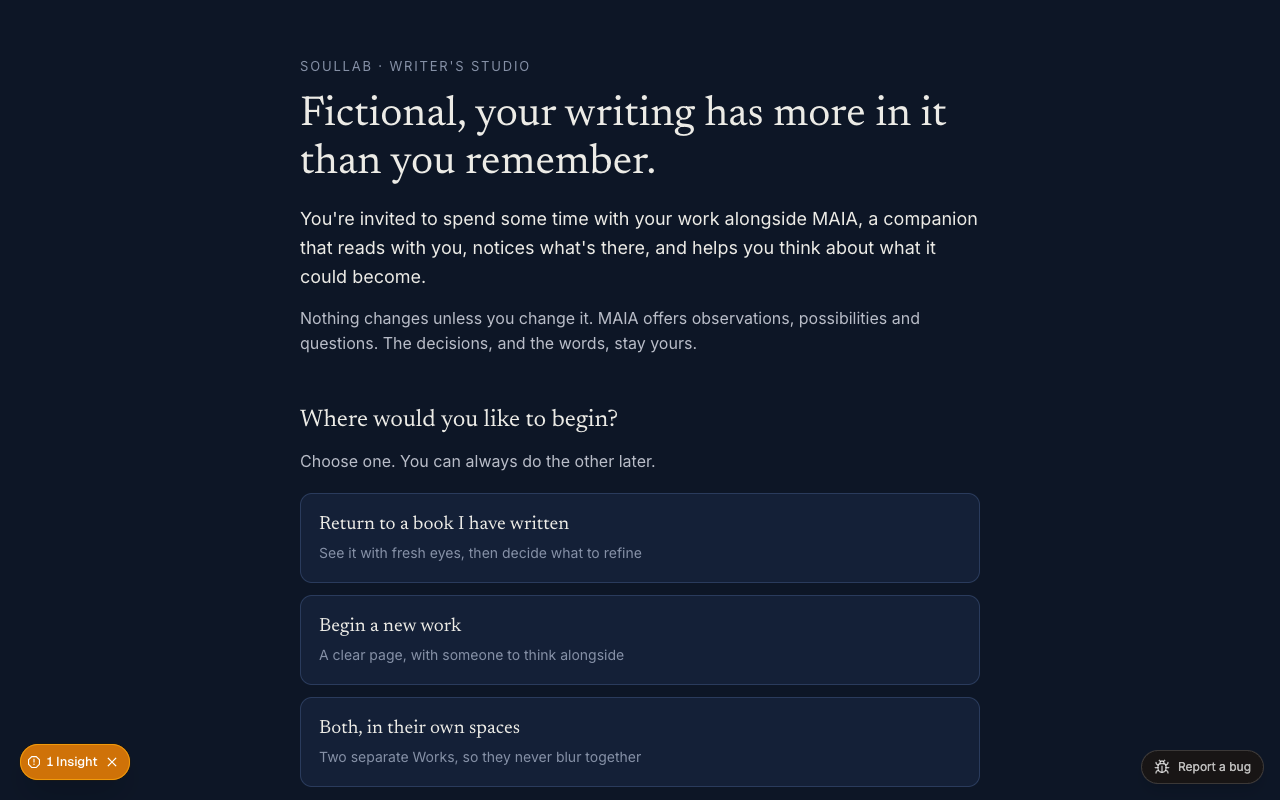 SOULLAB · WRITER'S STUDIO
Fictional, your writing has more in it
than you remember.
You're invited to spend some time with your work alongside MAIA, a companion
that reads with you, notices what's there, and helps you think about what it
could become.
Nothing changes unless you change it. MAIA offers observations, possibilities and
questions. The decisions, and the words, stay yours.
Where would you like to begin?
Choose one. You can always do the other later.
Return to a book I have written
See it with fresh eyes, then decide what to refine
Begin a new work
A clear page, with someone to think alongside
Both, in their own spaces
Two separate Works, so they never blur together
1 Insight
Report a bug